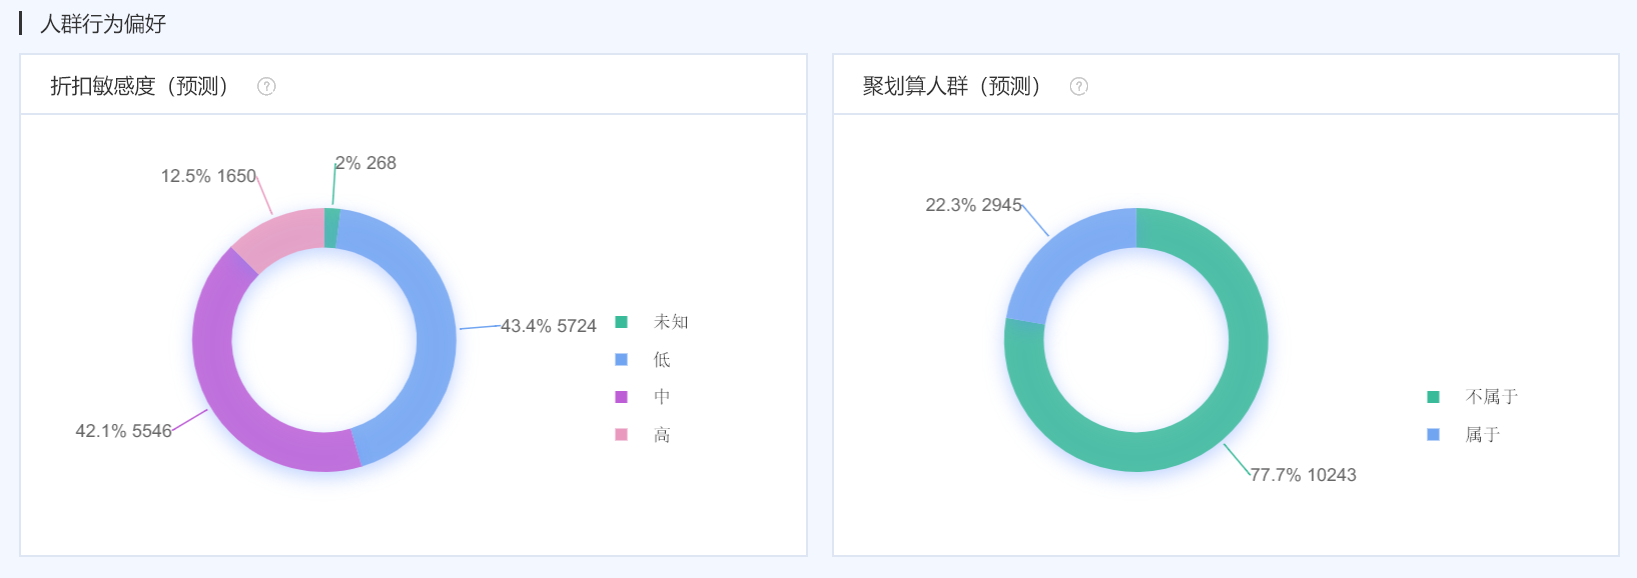 人群行为偏好
折扣敏感度（预测） ?
12.5% 1650
2% 268
43.4% 5724
42.1% 5546
未知
低
中
高
聚划算人群（预测） ?
22.3% 2945
77.7% 10243
不属于
属于